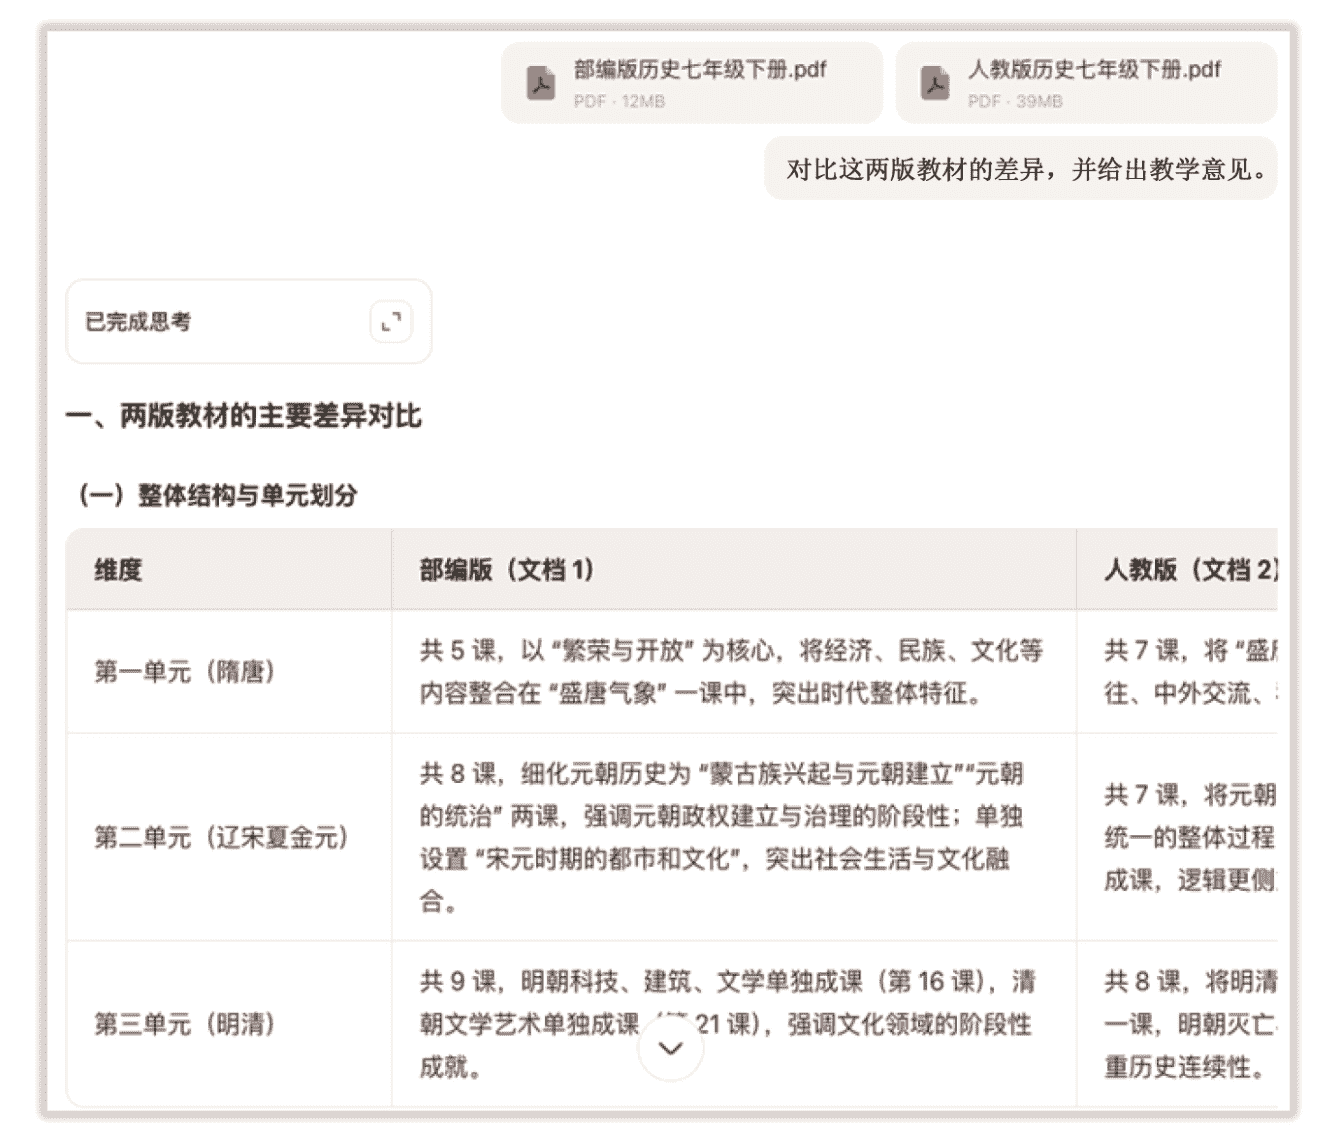 部编版历史七年级下册.pdf
PDF · 12MB
人教版历史七年级下册.pdf
PDF · 39MB
对比这两版教材的差异，并给出教学意见。
已完成思考
一、两版教材的主要差异对比
（一）整体结构与单元划分
维度
部编版（文档 1）
人教版（文档 2）
第一单元（隋唐）
共 5 课，以 “繁荣与开放” 为核心，将经济、民族、文化等
内容整合在 “盛唐气象” 一课中，突出时代整体特征。
共 7 课，将 “盛
往、中外交流、
第二单元（辽宋夏金元）
共 8 课，细化元朝历史为 “蒙古族兴起与元朝建立”“元朝
的统治” 两课，强调元朝政权建立与治理的阶段性；单独
设置 “宋元时期的都市和文化”，突出社会生活与文化融
合。
共 7 课，将元朝
统一的整体过程
成课，逻辑更侧
第三单元（明清）
共 9 课，明朝科技、建筑、文学单独成课（第 16 课），清
朝文学艺术单独成课 21 课），强调文化领域的阶段性
成就。
共 8 课，将明清
一课，明朝灭亡
重历史连续性。